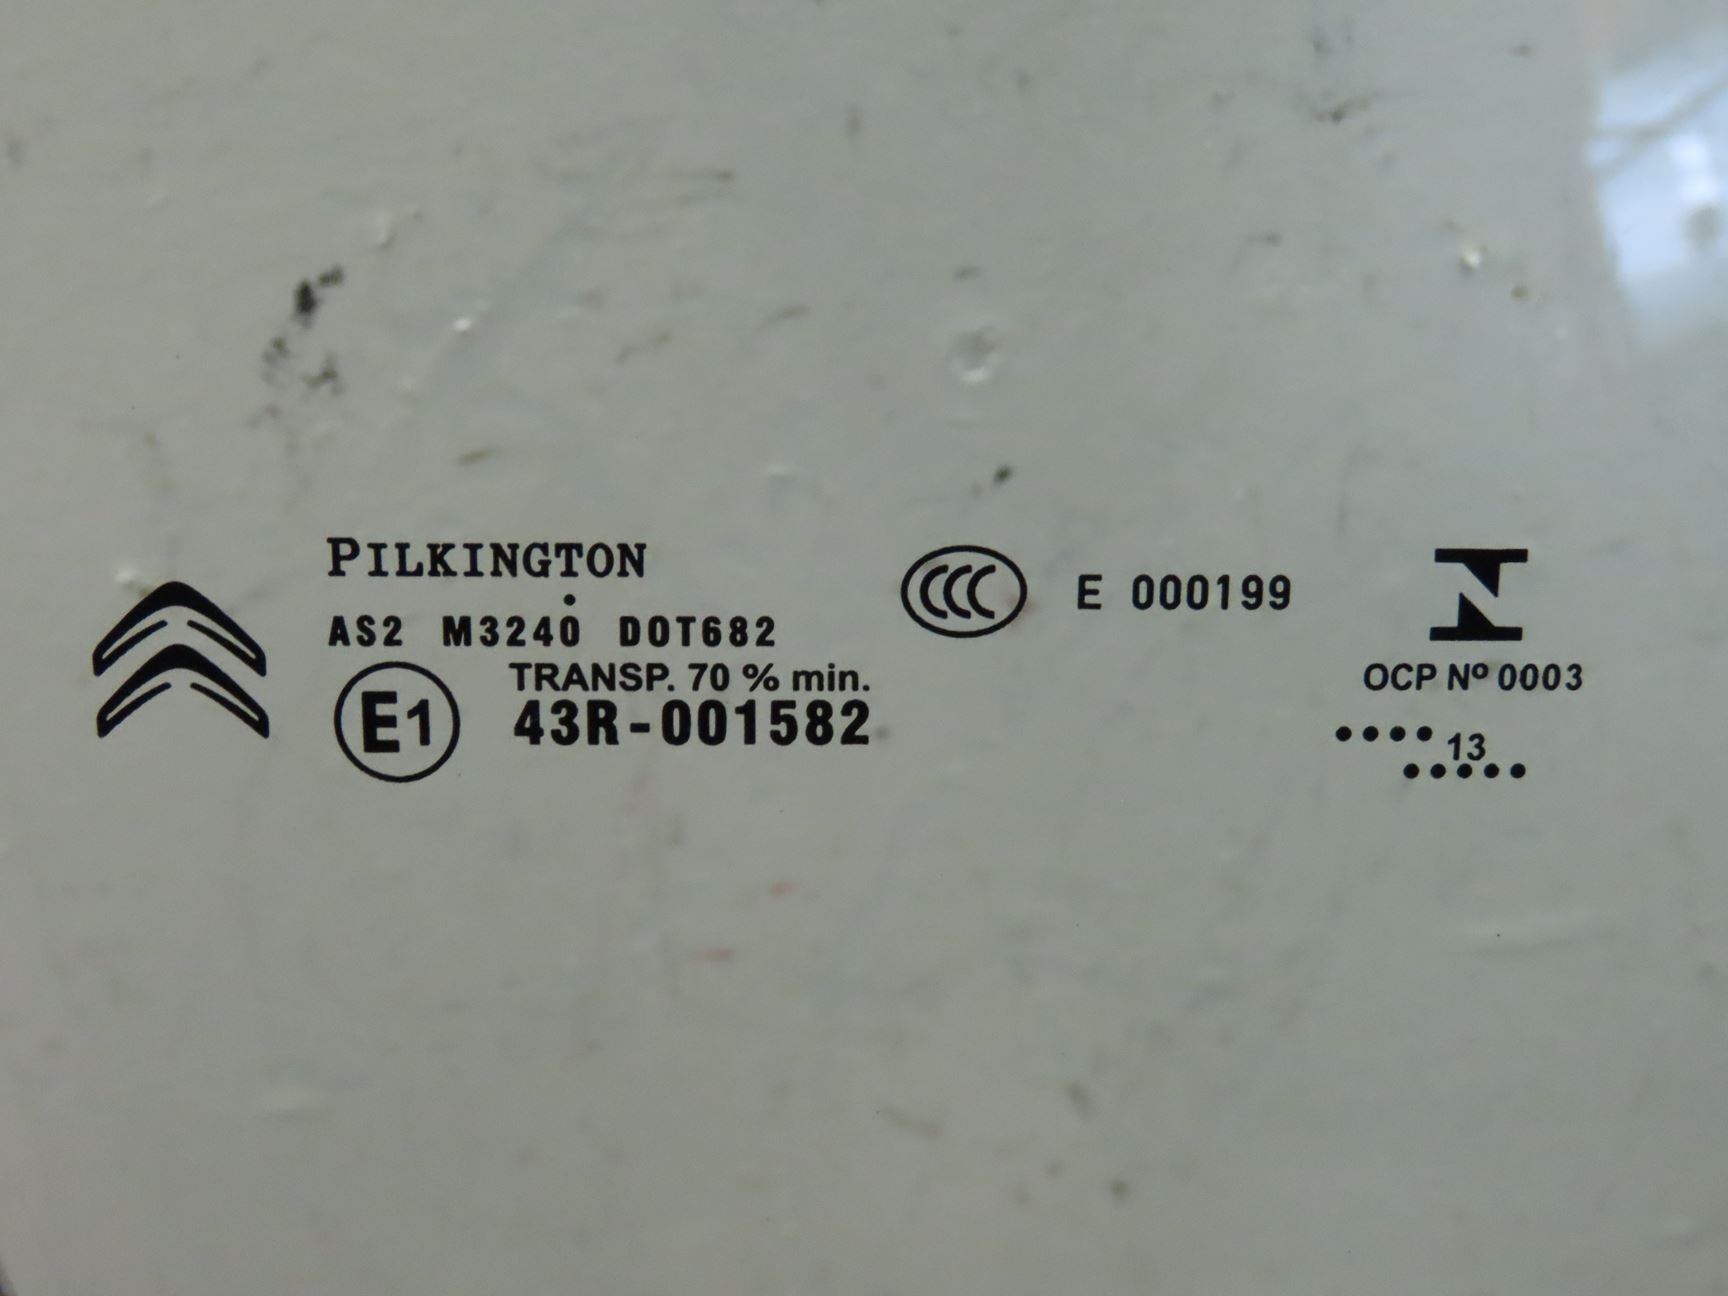 PILKINGTON
AS2 M3240 DOT682
TRANSP. 70 % min.
E1 43R-001582
CCC E 000199
OCP Nº 0003
•••• 13 •••••